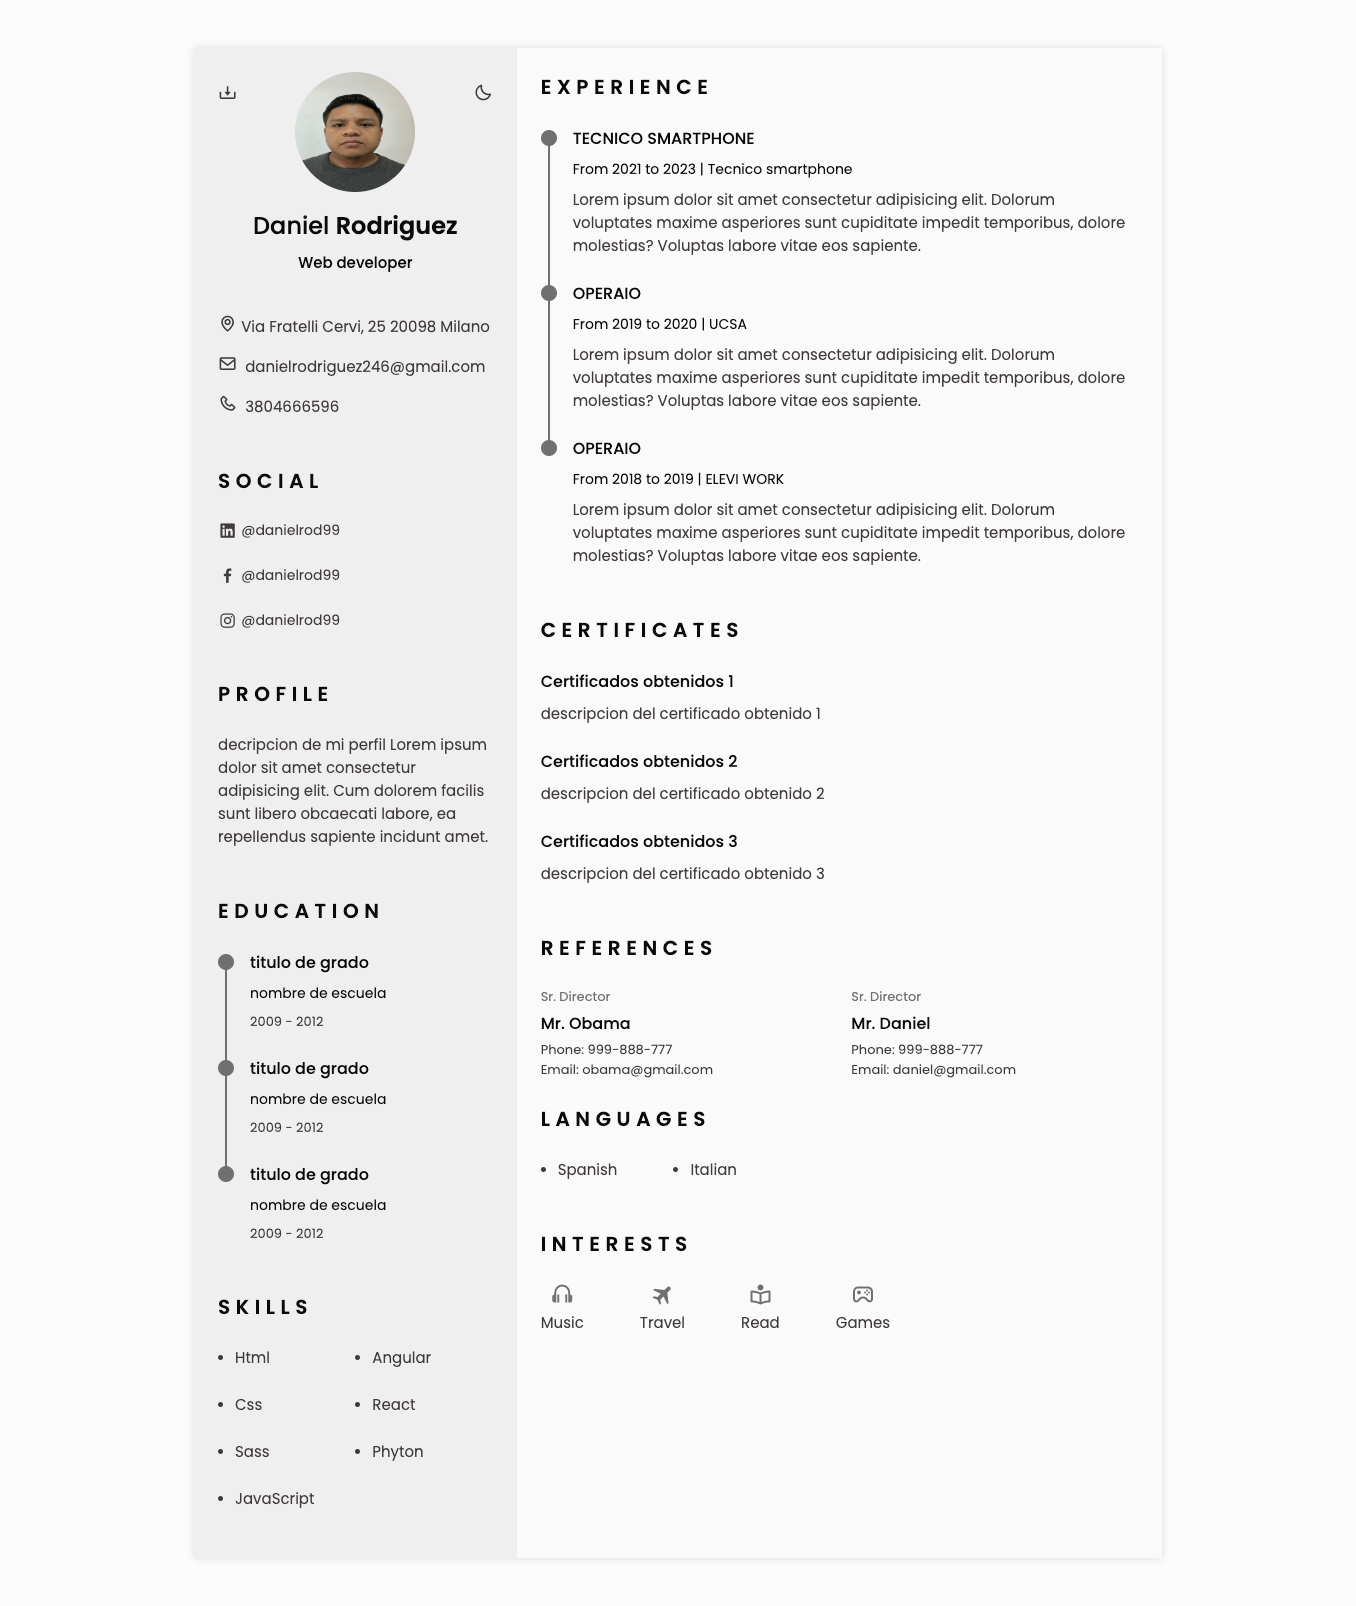 Daniel Rodriguez
Web developer
Via Fratelli Cervi, 25 20098 Milano
danielrodriguez246@gmail.com
3804666596
SOCIAL
@danielrod99
@danielrod99
@danielrod99
PROFILE
decripcion de mi perfil Lorem ipsum
dolor sit amet consectetur
adipisicing elit. Cum dolorem facilis
sunt libero obcaecati labore, ea
repellendus sapiente incidunt amet.
EDUCATION
titulo de grado
nombre de escuela
2009 - 2012
titulo de grado
nombre de escuela
2009 - 2012
titulo de grado
nombre de escuela
2009 - 2012
SKILLS
Html
Css
Sass
JavaScript
Angular
React
Phyton
EXPERIENCE
TECNICO SMARTPHONE
From 2021 to 2023 | Tecnico smartphone
Lorem ipsum dolor sit amet consectetur adipisicing elit. Dolorum
voluptates maxime asperiores sunt cupiditate impedit temporibus, dolore
molestias? Voluptas labore vitae eos sapiente.
OPERAIO
From 2019 to 2020 | UCSA
Lorem ipsum dolor sit amet consectetur adipisicing elit. Dolorum
voluptates maxime asperiores sunt cupiditate impedit temporibus, dolore
molestias? Voluptas labore vitae eos sapiente.
OPERAIO
From 2018 to 2019 | ELEVI WORK
Lorem ipsum dolor sit amet consectetur adipisicing elit. Dolorum
voluptates maxime asperiores sunt cupiditate impedit temporibus, dolore
molestias? Voluptas labore vitae eos sapiente.
CERTIFICATES
Certificados obtenidos 1
descripcion del certificado obtenido 1
Certificados obtenidos 2
descripcion del certificado obtenido 2
Certificados obtenidos 3
descripcion del certificado obtenido 3
REFERENCES
Sr. Director
Mr. Obama
Phone: 999-888-777
Email: obama@gmail.com
Sr. Director
Mr. Daniel
Phone: 999-888-777
Email: daniel@gmail.com
LANGUAGES
Spanish
Italian
INTERESTS
Music
Travel
Read
Games